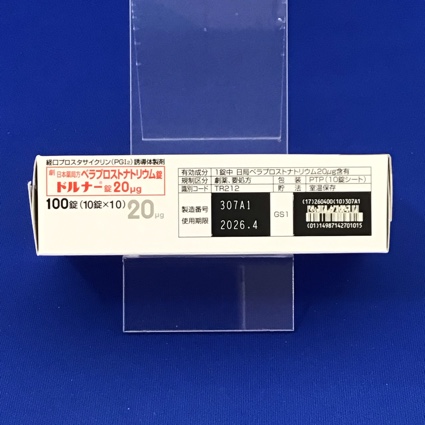 経口プロスタサイクリン(PGI₂)誘導体製剤
劇 日本薬局方 ベラプロストナトリウム錠
ドルナー®錠20μg
100錠(10錠×10) 20μg
有効成分 1錠中 日局ベラプロストナトリウム20μg含有
規制区分 劇薬、要処方 包装 PTP(10錠シート)
識別コード TR212 貯法 室温保存
製造番号 307A1
使用期限 2026.4
GS1
(17)260400(10)307A1
(01)14987142701015